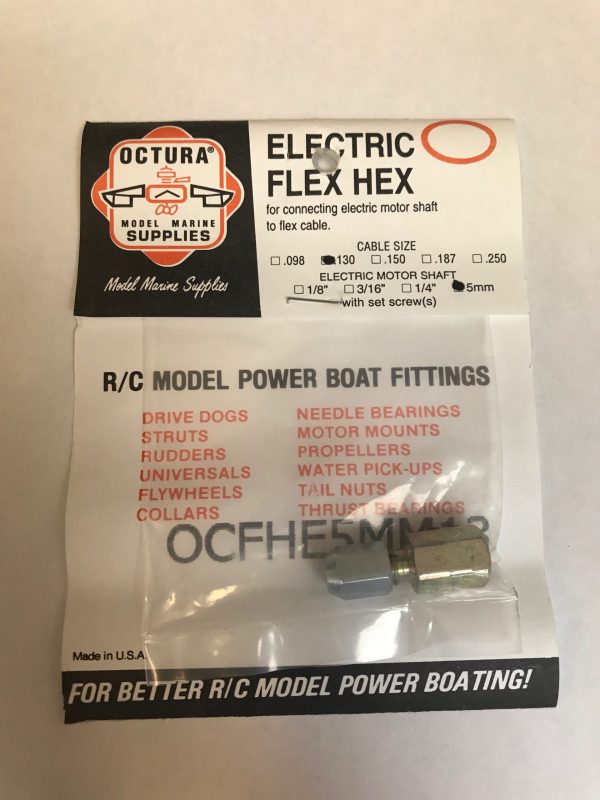 OCTURA®
MODEL MARINE
SUPPLIES
Model Marine Supplies
ELECTRIC
FLEX HEX
for connecting electric motor shaft
to flex cable.
CABLE SIZE
.098 .130 .150 .187 .250
ELECTRIC MOTOR SHAFT
1/8" 3/16" 1/4" 5mm
with set screw(s)
R/C MODEL POWER BOAT FITTINGS
DRIVE DOGS
STRUTS
RUDDERS
UNIVERSALS
FLYWHEELS
COLLARS
NEEDLE BEARINGS
MOTOR MOUNTS
PROPELLERS
WATER PICK-UPS
TAIL NUTS
THRUST BEARINGS
OCFHE5MM13
Made in U.S.A.
FOR BETTER R/C MODEL POWER BOATING!